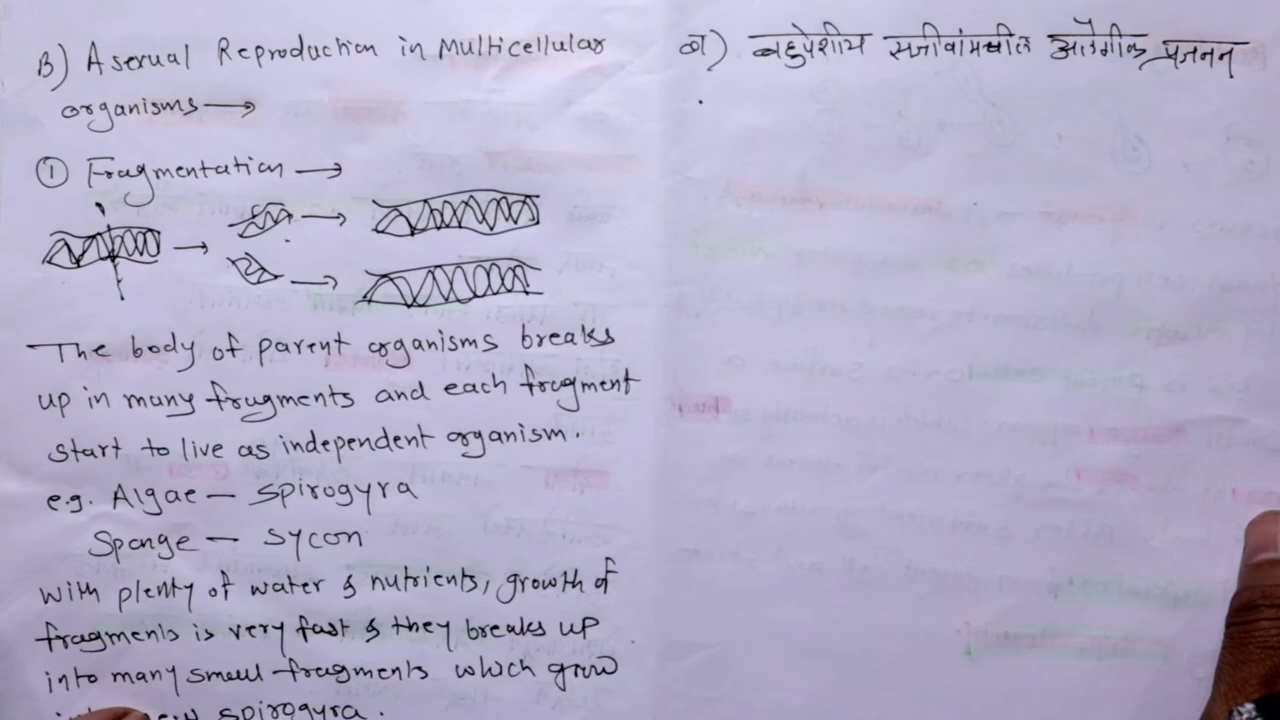 B) Asexual Reproduction in Multicellular
organisms →
① Fragmentation →
The body of parent organisms breaks
up in many fragments and each fragment
start to live as independent organism.
e.g. Algae – Spirogyra
Sponge – Sycon
With plenty of water & nutrients, growth of
fragments is very fast & they breaks up
into many small fragments which grow
spirogyra.
ब) बहुपेशीय सजीवांमधील अलैंगीक प्रजनन